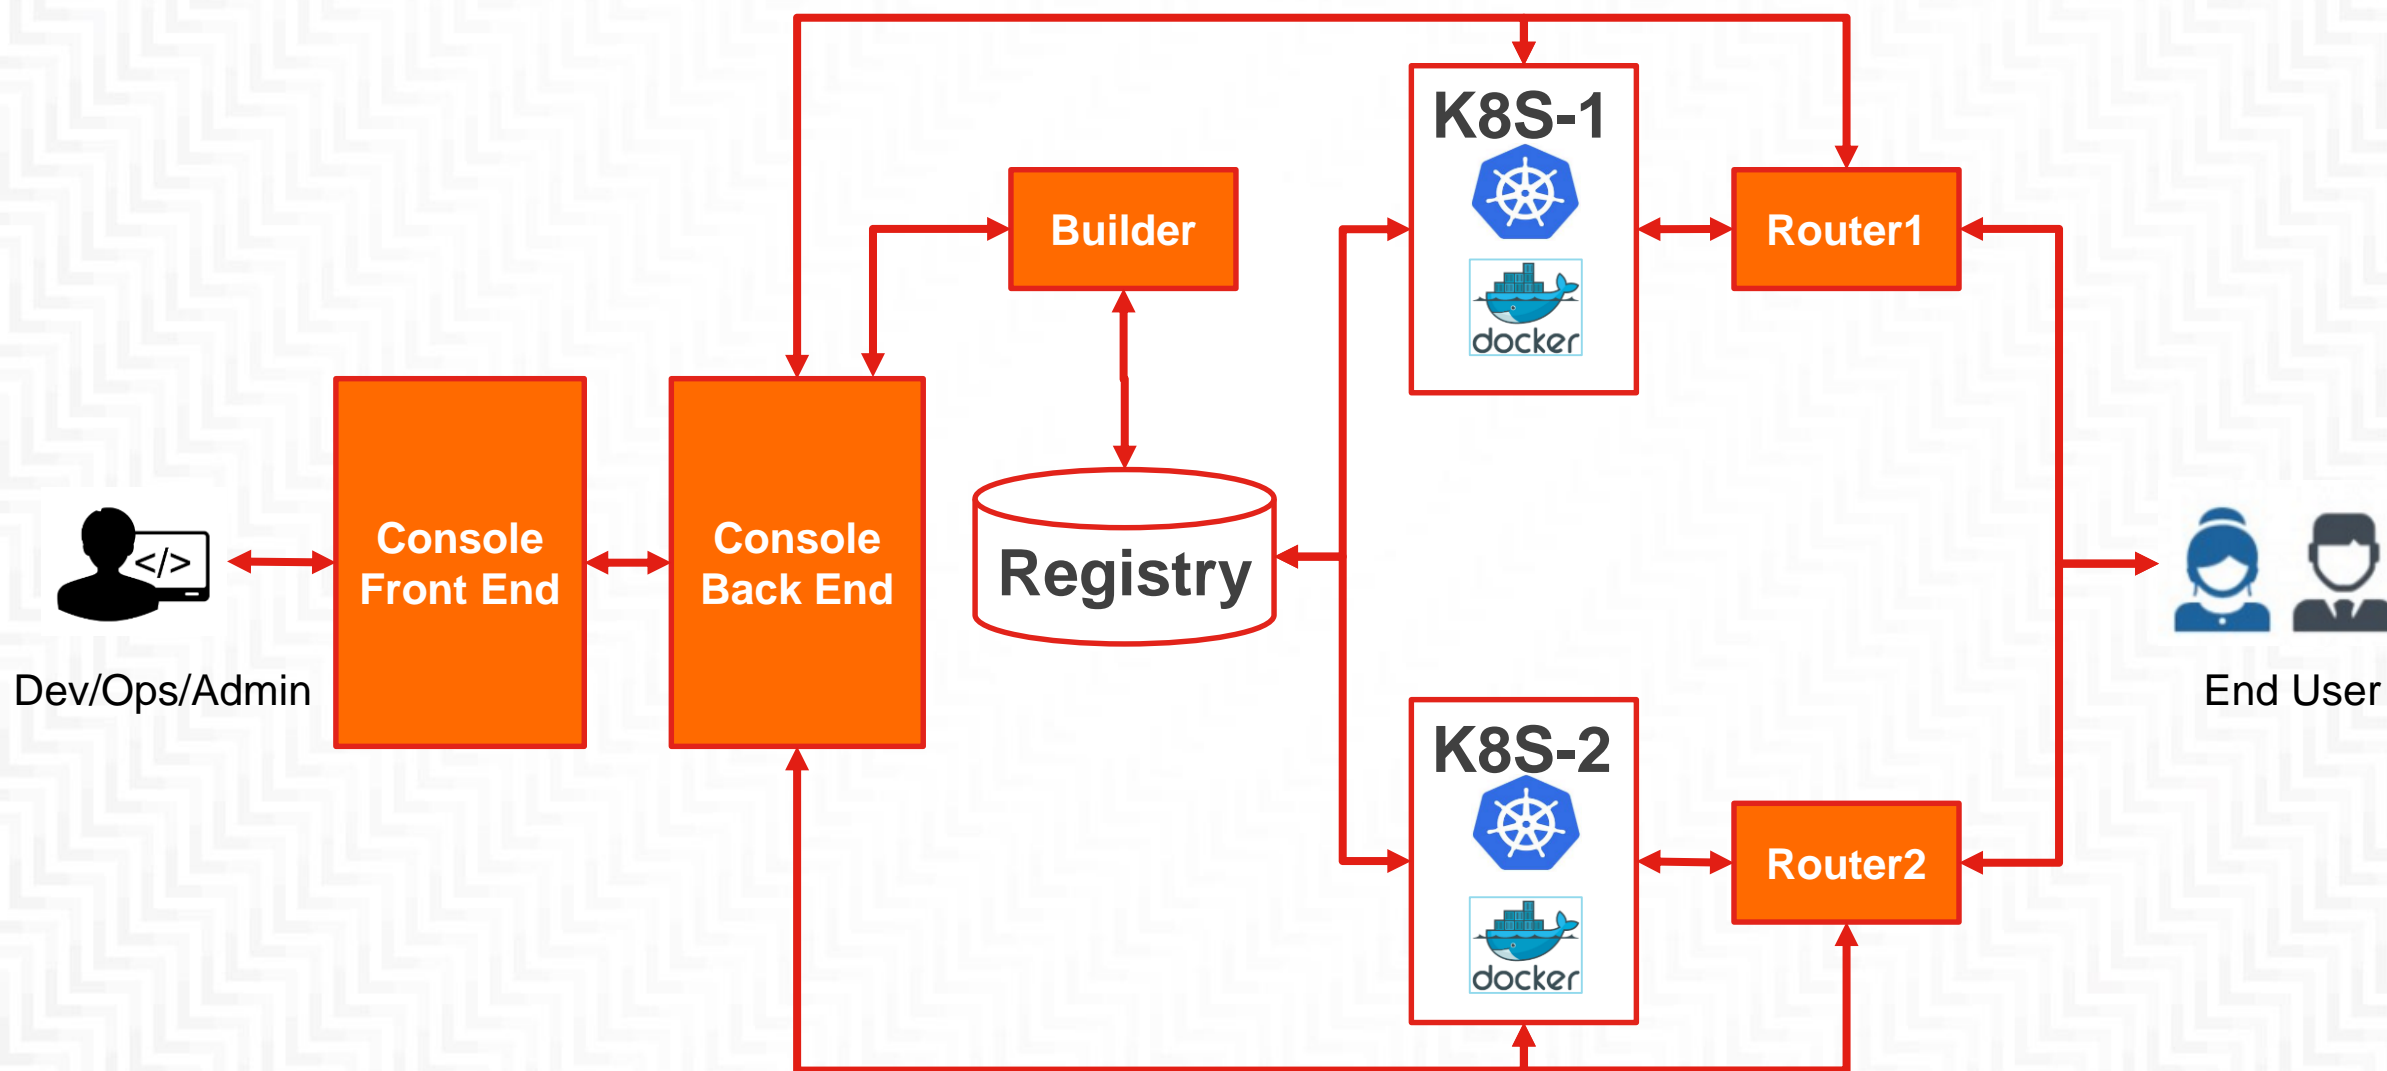 K8S-1
docker
Builder
Router1
</>
Console
Front End
Console
Back End
Registry
Dev/Ops/Admin
End User
K8S-2
docker
Router2